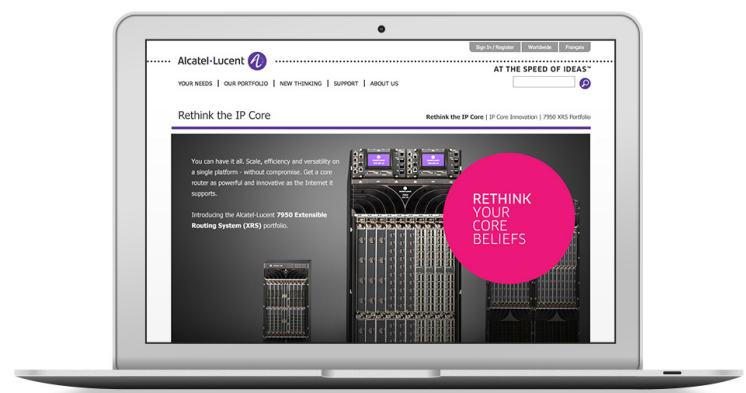 Sign In / Register | Worldwide | Français
Alcatel·Lucent
AT THE SPEED OF IDEAS™
YOUR NEEDS | OUR PORTFOLIO | NEW THINKING | SUPPORT | ABOUT US
Rethink the IP Core
Rethink the IP Core | IP Core Innovation | 7950 XRS Portfolio
You can have it all. Scale, efficiency and versatility on
a single platform - without compromise. Get a core
router as powerful and innovative as the Internet it
supports.
Introducing the Alcatel-Lucent 7950 Extensible
Routing System (XRS) portfolio.
RETHINK
YOUR
CORE
BELIEFS